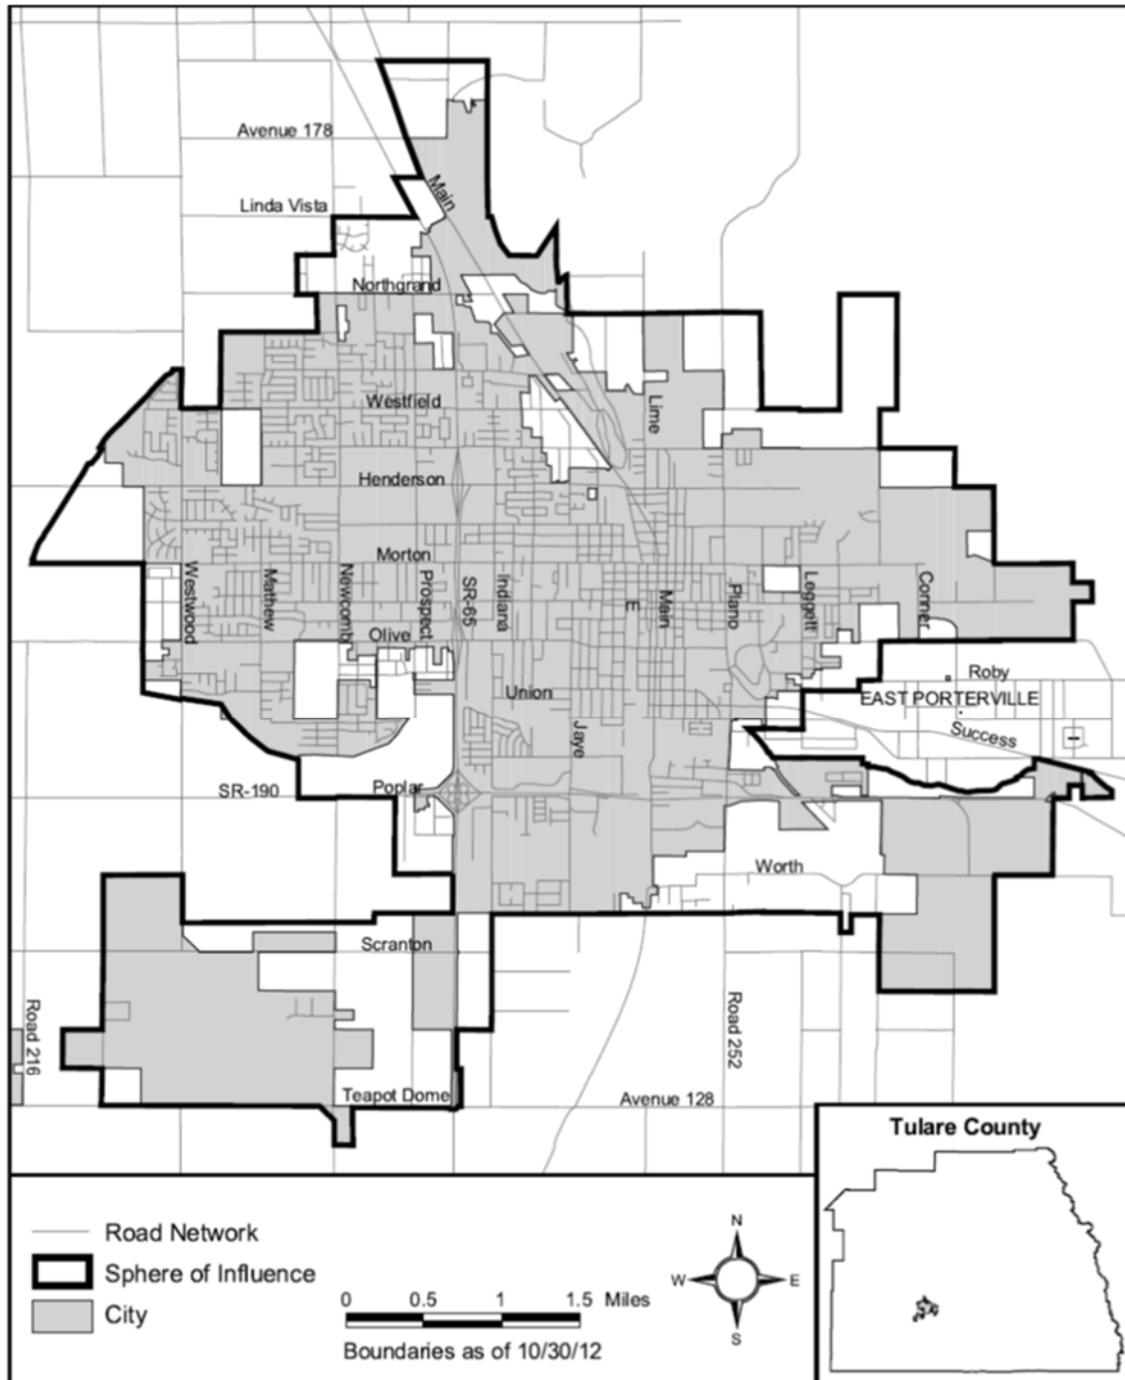 Avenue 178
Main
Linda Vista
Northgrand
Westfield
Lime
Henderson
Morton
Westwood
Matthew
Newcomb
Prospect
SR-65
Indiana
E
Main
Plano
Leggett
Conner
Olive
Roby
Union
EAST PORTERVILLE
Jaye
Success
SR-190
Poplar
Worth
Scranton
Road 216
Road 252
Teapot Dome
Avenue 128
Tulare County
Road Network
Sphere of Influence
City
0 0.5 1 1.5 Miles
Boundaries as of 10/30/12
N
W E
S